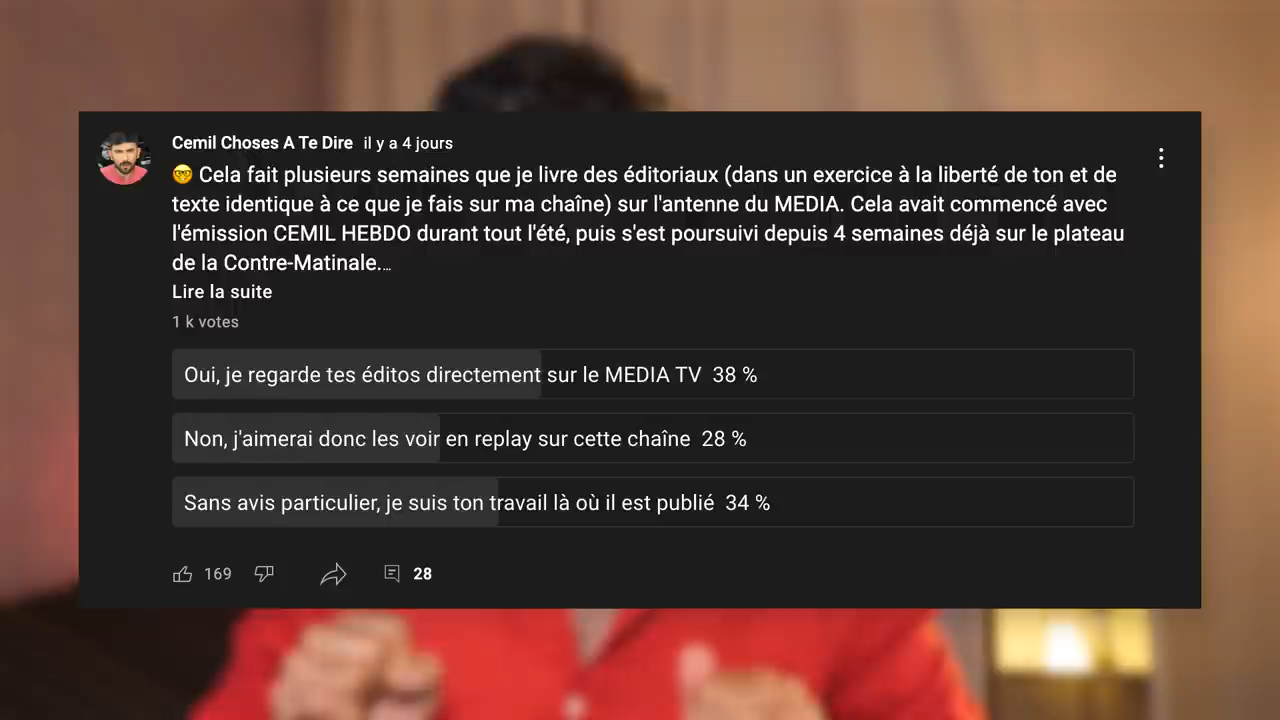 Cemil Choses A Te Dire il y a 4 jours
🤓 Cela fait plusieurs semaines que je livre des éditoriaux (dans un exercice à la liberté de ton et de
texte identique à ce que je fais sur ma chaîne) sur l'antenne du MEDIA. Cela avait commencé avec
l'émission CEMIL HEBDO durant tout l'été, puis s'est poursuivi depuis 4 semaines déjà sur le plateau
de la Contre-Matinale....
Lire la suite
1 k votes
Oui, je regarde tes éditos directement sur le MEDIA TV 38 %
Non, j'aimerai donc les voir en replay sur cette chaîne 28 %
Sans avis particulier, je suis ton travail là où il est publié 34 %
169 28